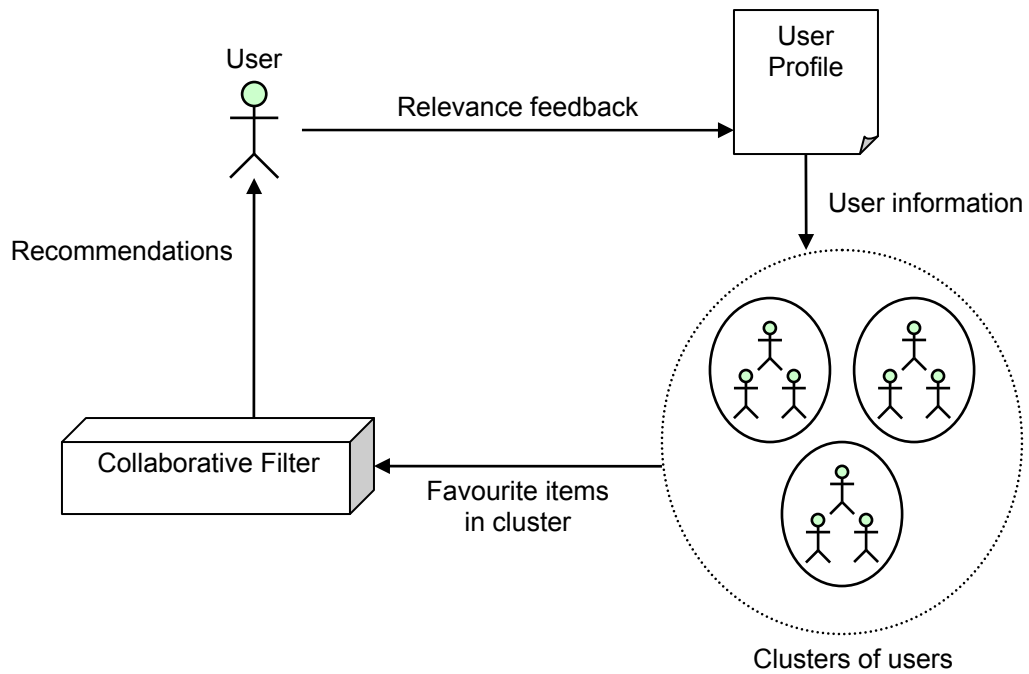 User
User
Profile
Relevance feedback
User information
Recommendations
Collaborative Filter
Favourite items
in cluster
Clusters of users